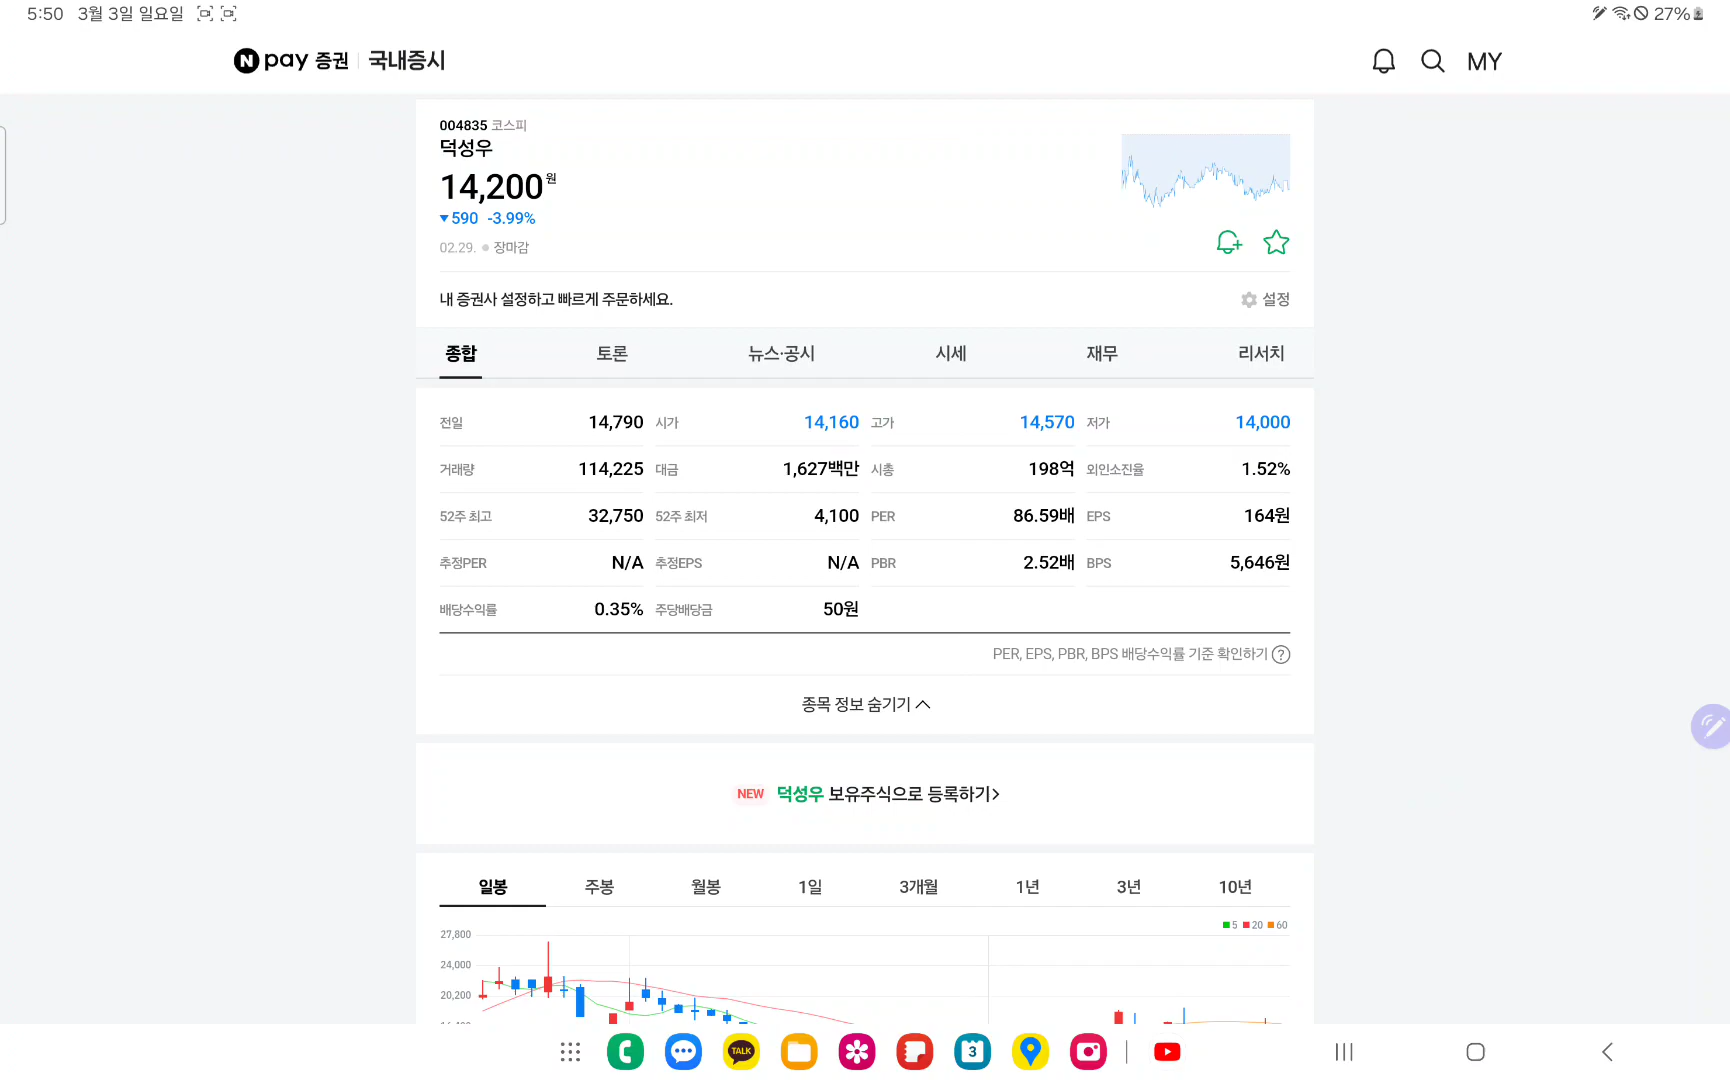 5:50 3월 3일 일요일 27%
N pay 증권 국내증시 MY
004835 코스피
덕성우
14,200원
▼590 -3.99%
02.29. 장마감
내 증권사 설정하고 빠르게 주문하세요. 설정
종합 토론 뉴스·공시 시세 재무 리서치
전일 14,790 시가 14,160 고가 14,570 저가 14,000
거래량 114,225 대금 1,627백만 시총 198억 외인소진율 1.52%
52주 최고 32,750 52주 최저 4,100 PER 86.59배 EPS 164원
추정PER N/A 추정EPS N/A PBR 2.52배 BPS 5,646원
배당수익률 0.35% 주당배당금 50원
PER, EPS, PBR, BPS 배당수익률 기준 확인하기 ?
종목 정보 숨기기
NEW 덕성우 보유주식으로 등록하기
일봉 주봉 월봉 1일 3개월 1년 3년 10년
5 20 60
27,800
24,000
20,200
TALK 3